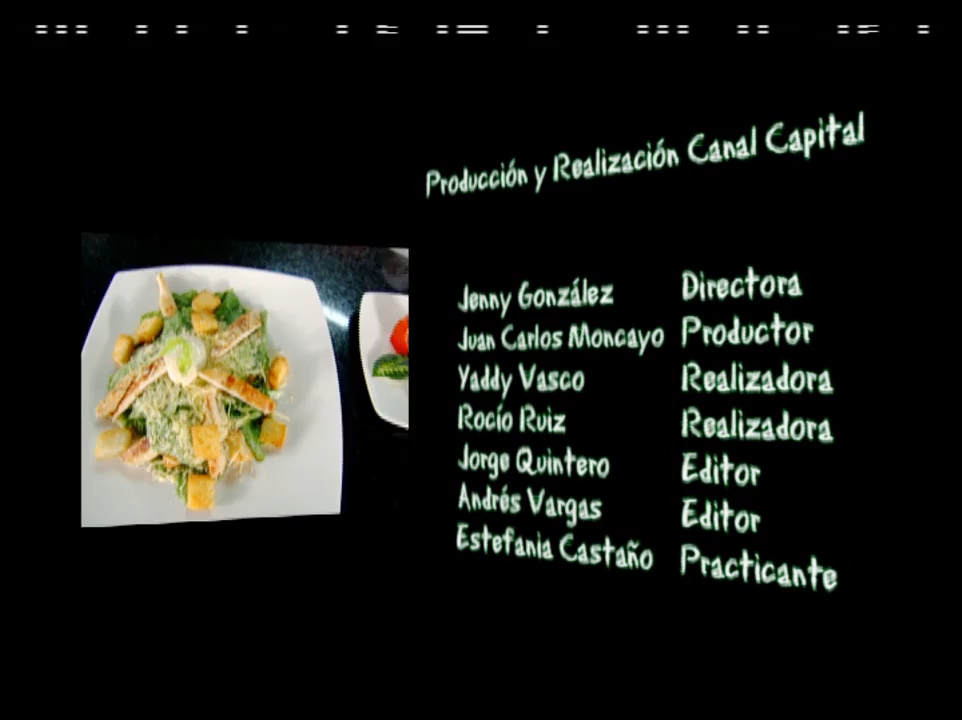 Producción y Realización Canal Capital
Jenny González Directora
Juan Carlos Moncayo Productor
Yaddy Vasco Realizadora
Rocío Ruiz Realizadora
Jorge Quintero Editor
Andrés Vargas Editor
Estefania Castaño Practicante